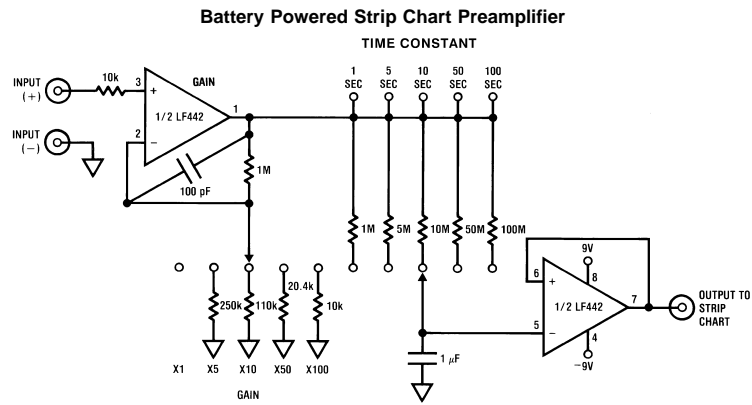 Battery Powered Strip Chart Preamplifier
TIME CONSTANT
1 SEC
5 SEC
10 SEC
50 SEC
100 SEC
INPUT
(+)
10k
3
+
GAIN
1/2 LF442
1
INPUT
(−)
2
−
100 pF
1M
1M
5M
10M
50M
100M
250k
110k
20.4k
10k
X1
X5
X10
X50
X100
GAIN
1 μF
9V
8
6
+
1/2 LF442
7
5
−
4
−9V
OUTPUT TO
STRIP
CHART